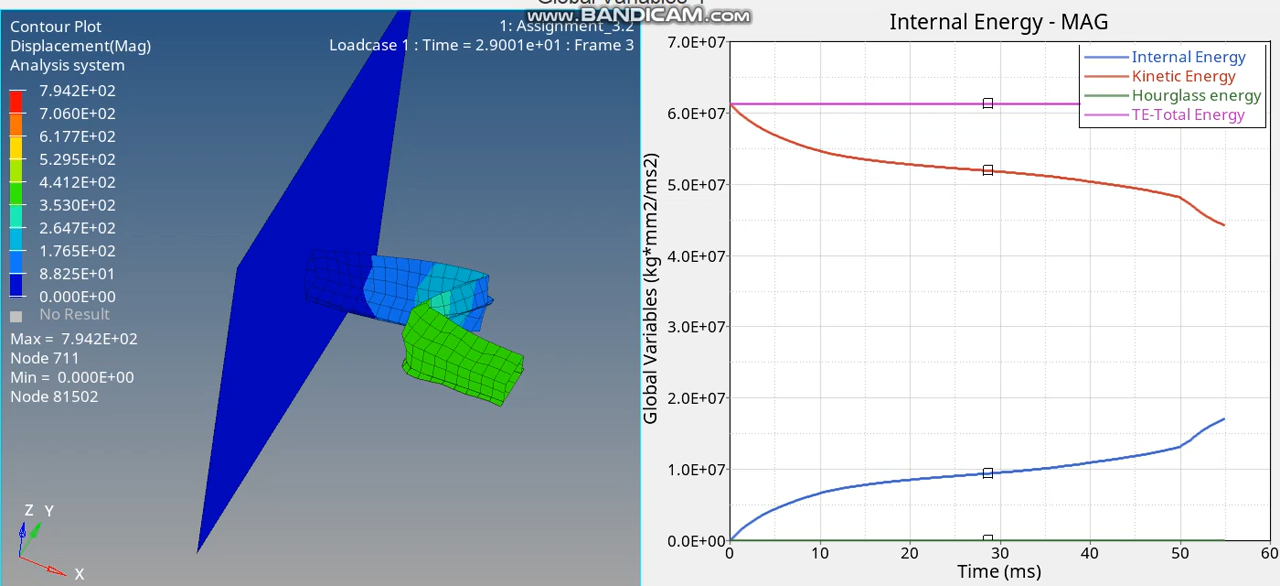 www.BANDICAM.com
Contour Plot
Displacement(Mag)
Analysis system
7.942E+02
7.060E+02
6.177E+02
5.295E+02
4.412E+02
3.530E+02
2.647E+02
1.765E+02
8.825E+01
0.000E+00
No Result
Max = 7.942E+02
Node 711
Min = 0.000E+00
Node 81502
1: Assignment_3.2
Loadcase 1 : Time = 2.9001e+01 : Frame 3
Z Y
X
Internal Energy - MAG
Internal Energy
Kinetic Energy
Hourglass energy
TE-Total Energy
Global Variables (kg*mm2/ms2)
7.0E+07
6.0E+07
5.0E+07
4.0E+07
3.0E+07
2.0E+07
1.0E+07
0.0E+00
0 10 20 30 40 50 60
Time (ms)